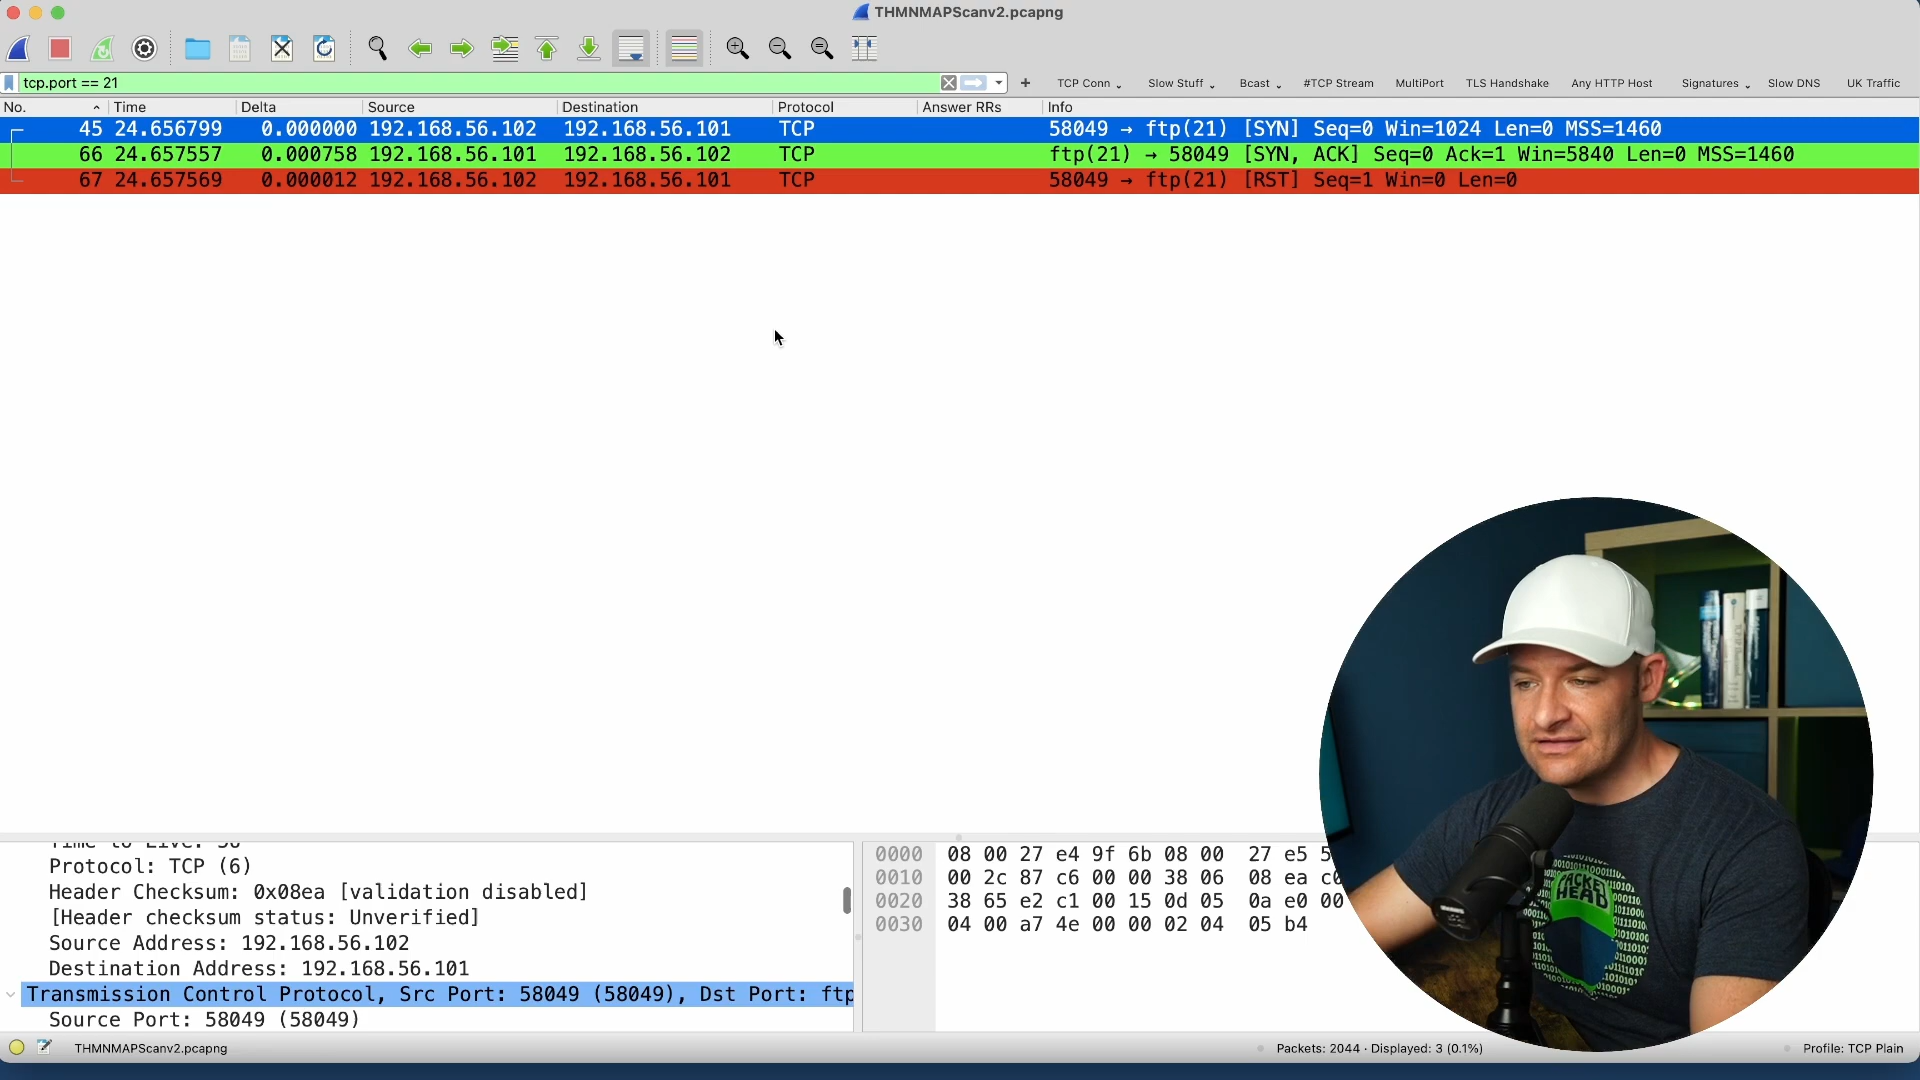 THMNMAPScanv2.pcapng
tcp.port == 21
TCP Conn Slow Stuff Bcast #TCP Stream MultiPort TLS Handshake Any HTTP Host Signatures Slow DNS UK Traffic
No. Time Delta Source Destination Protocol Answer RRs Info
45 24.656799 0.000000 192.168.56.102 192.168.56.101 TCP 58049 → ftp(21) [SYN] Seq=0 Win=1024 Len=0 MSS=1460
66 24.657557 0.000758 192.168.56.101 192.168.56.102 TCP ftp(21) → 58049 [SYN, ACK] Seq=0 Ack=1 Win=5840 Len=0 MSS=1460
67 24.657569 0.000012 192.168.56.102 192.168.56.101 TCP 58049 → ftp(21) [RST] Seq=1 Win=0 Len=0
Protocol: TCP (6)
Header Checksum: 0x08ea [validation disabled]
[Header checksum status: Unverified]
Source Address: 192.168.56.102
Destination Address: 192.168.56.101
Transmission Control Protocol, Src Port: 58049 (58049), Dst Port: ftp
Source Port: 58049 (58049)
0000 08 00 27 e4 9f 6b 08 00 27 e5 5
0010 00 2c 87 c6 00 00 38 06 08 ea c0
0020 38 65 e2 c1 00 15 0d 05 0a e0 00
0030 04 00 a7 4e 00 00 02 04 05 b4
PACKET
HEAD
THMNMAPScanv2.pcapng
Packets: 2044 · Displayed: 3 (0.1%)
Profile: TCP Plain